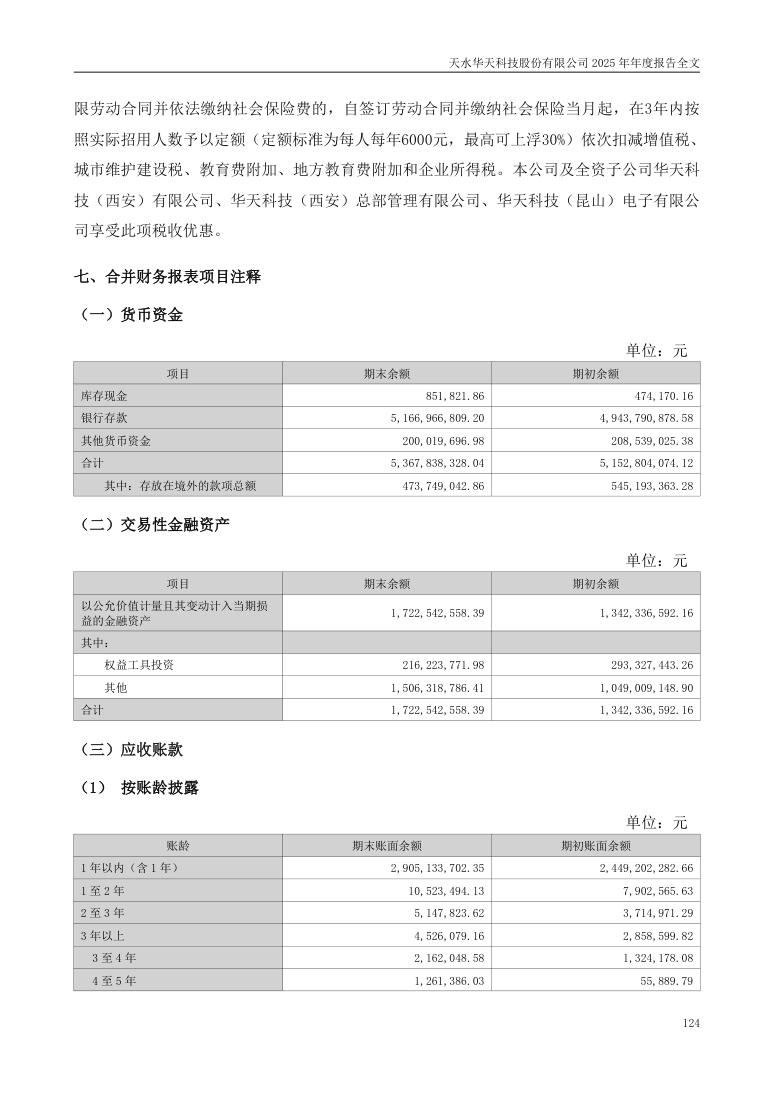 天水华天科技股份有限公司 2025 年年度报告全文
限劳动合同并依法缴纳社会保险费的，自签订劳动合同并缴纳社会保险当月起，在3年内按
照实际招用人数予以定额（定额标准为每人每年6000元，最高可上浮30%）依次扣减增值税、
城市维护建设税、教育费附加、地方教育费附加和企业所得税。本公司及全资子公司华天科
技（西安）有限公司、华天科技（西安）总部管理有限公司、华天科技（昆山）电子有限公
司享受此项税收优惠。
七、合并财务报表项目注释
（一）货币资金
单位：元
项目 期末余额 期初余额
库存现金 851,821.86 474,170.16
银行存款 5,166,966,809.20 4,943,790,878.58
其他货币资金 200,019,696.98 208,539,025.38
合计 5,367,838,328.04 5,152,804,074.12
其中：存放在境外的款项总额 473,749,042.86 545,193,363.28
（二）交易性金融资产
单位：元
项目 期末余额 期初余额
以公允价值计量且其变动计入当期损
益的金融资产 1,722,542,558.39 1,342,336,592.16
其中：
权益工具投资 216,223,771.98 293,327,443.26
其他 1,506,318,786.41 1,049,009,148.90
合计 1,722,542,558.39 1,342,336,592.16
（三）应收账款
（1） 按账龄披露
单位：元
账龄 期末账面余额 期初账面余额
1 年以内（含 1 年） 2,905,133,702.35 2,449,202,282.66
1 至 2 年 10,523,494.13 7,902,565.63
2 至 3 年 5,147,823.62 3,714,971.29
3 年以上 4,526,079.16 2,858,599.82
3 至 4 年 2,162,048.58 1,324,178.08
4 至 5 年 1,261,386.03 55,889.79
124